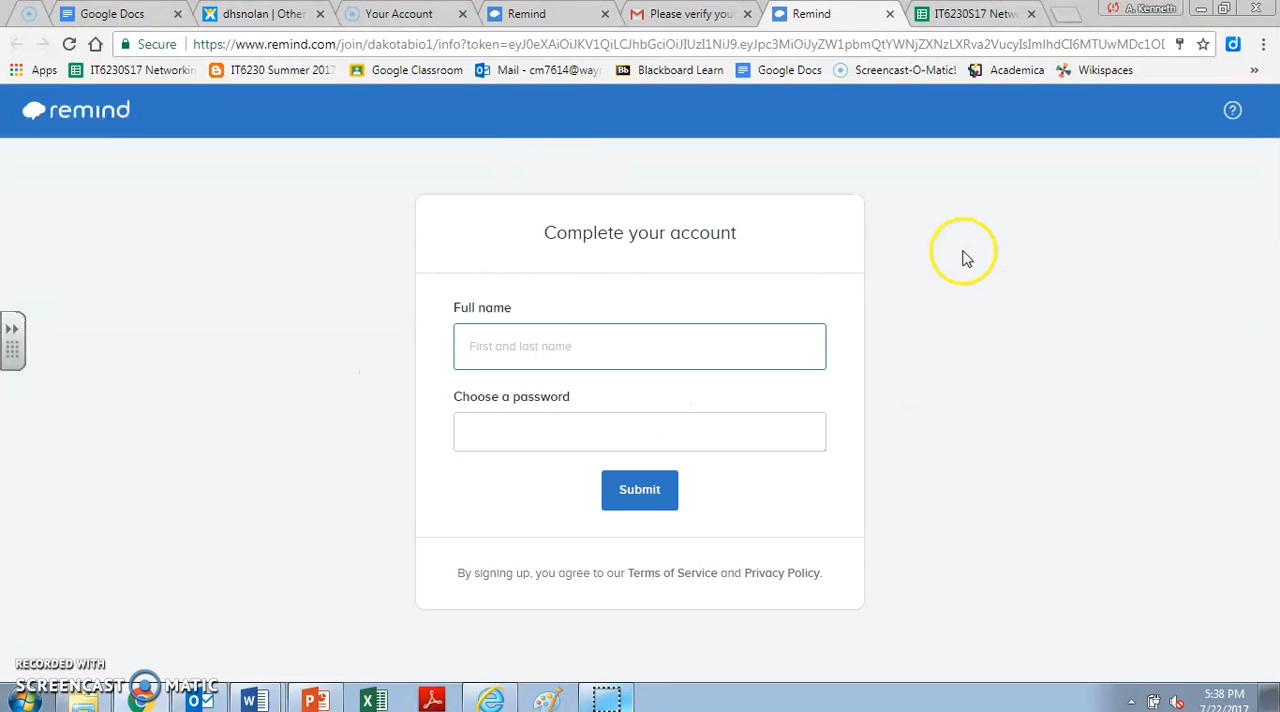 Google Docs
dhsnolan | Other
Your Account
Remind
Please verify you
Remind
IT6230S17 Netw
A. Kenneth
Secure
https://www.remind.com/join/dakotabio1/info?token=
Apps
IT6230S17 Networkin
IT6230 Summer 2017
Google Classroom
Mail - cm7614@way
Bb Blackboard Learn
Google Docs
Screencast-O-Matic!
Academica
Wikispaces
»
remind
?
Complete your account
Full name
First and last name
Choose a password
Submit
By signing up, you agree to our Terms of Service and Privacy Policy.
RECORDED WITH
SCREENCAST MATIC
5:38 PM
7/22/2017